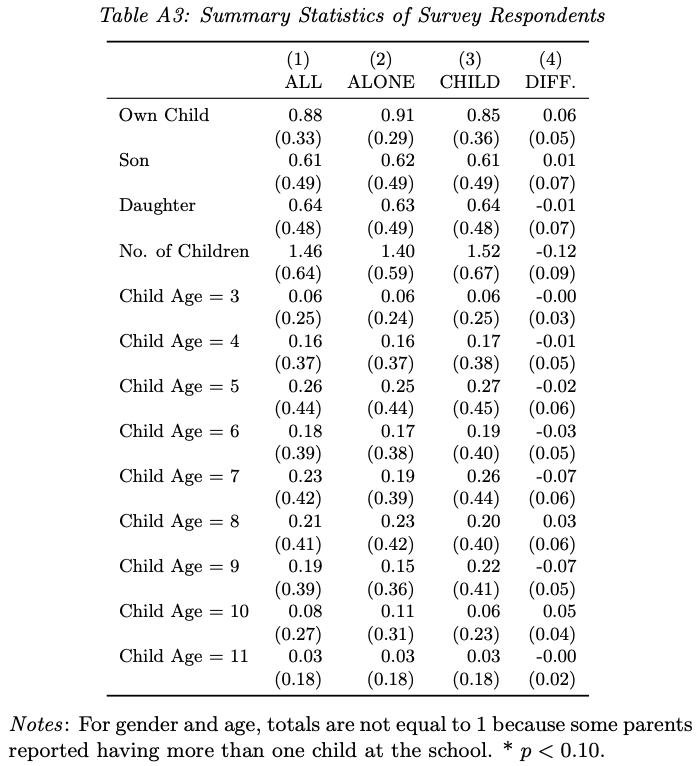 Table A3: Summary Statistics of Survey Respondents
(1) (2) (3) (4)
ALL ALONE CHILD DIFF.
Own Child 0.88 0.91 0.85 0.06
(0.33) (0.29) (0.36) (0.05)
Son 0.61 0.62 0.61 0.01
(0.49) (0.49) (0.49) (0.07)
Daughter 0.64 0.63 0.64 -0.01
(0.48) (0.49) (0.48) (0.07)
No. of Children 1.46 1.40 1.52 -0.12
(0.64) (0.59) (0.67) (0.09)
Child Age = 3 0.06 0.06 0.06 -0.00
(0.25) (0.24) (0.25) (0.03)
Child Age = 4 0.16 0.16 0.17 -0.01
(0.37) (0.37) (0.38) (0.05)
Child Age = 5 0.26 0.25 0.27 -0.02
(0.44) (0.44) (0.45) (0.06)
Child Age = 6 0.18 0.17 0.19 -0.03
(0.39) (0.38) (0.40) (0.05)
Child Age = 7 0.23 0.19 0.26 -0.07
(0.42) (0.39) (0.44) (0.06)
Child Age = 8 0.21 0.23 0.20 0.03
(0.41) (0.42) (0.40) (0.06)
Child Age = 9 0.19 0.15 0.22 -0.07
(0.39) (0.36) (0.41) (0.05)
Child Age = 10 0.08 0.11 0.06 0.05
(0.27) (0.31) (0.23) (0.04)
Child Age = 11 0.03 0.03 0.03 -0.00
(0.18) (0.18) (0.18) (0.02)
Notes: For gender and age, totals are not equal to 1 because some parents
reported having more than one child at the school. * p < 0.10.